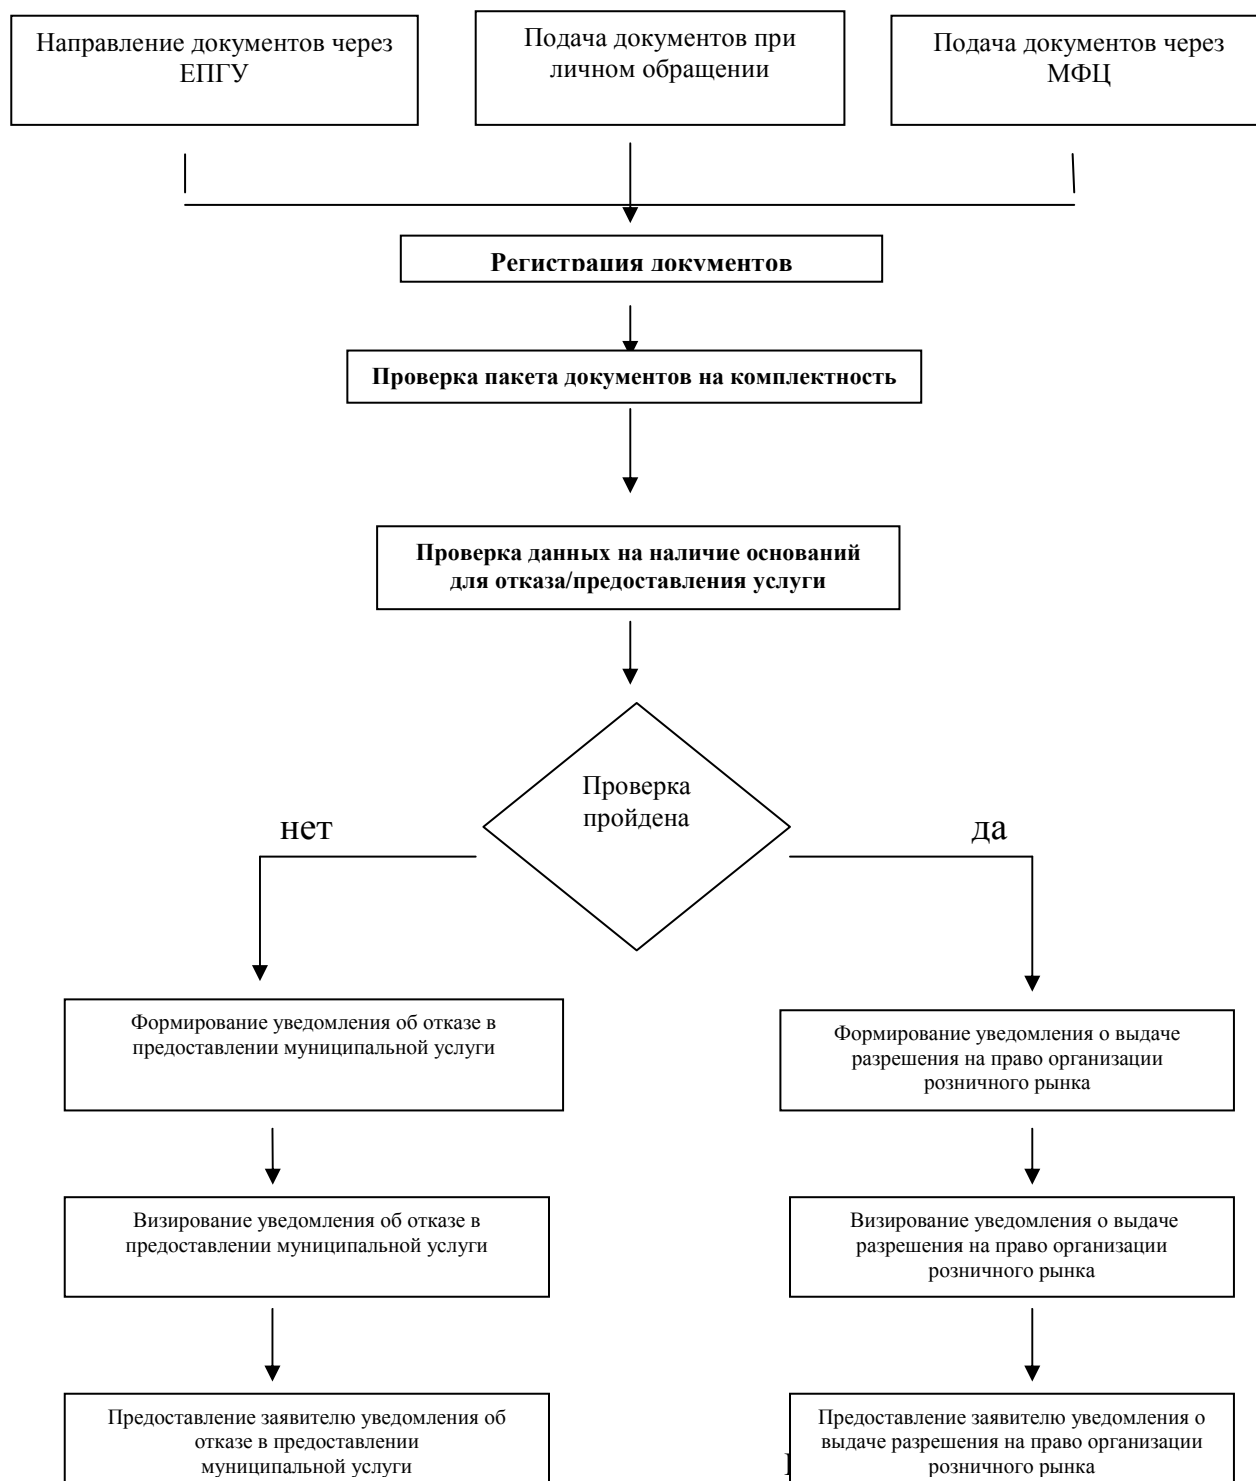 Направление документов через
ЕПГУ
Подача документов при
личном обращении
Подача документов через
МФЦ
Регистрация документов
Проверка пакета документов на комплектность
Проверка данных на наличие оснований
для отказа/предоставления услуги
Проверка
пройдена
нет
да
Формирование уведомления об отказе в
предоставлении муниципальной услуги
Формирование уведомления о выдаче
разрешения на право организации
розничного рынка
Визирование уведомления об отказе в
предоставлении муниципальной услуги
Визирование уведомления о выдаче
разрешения на право организации
розничного рынка
Предоставление заявителю уведомления об
отказе в предоставлении
муниципальной услуги
Предоставление заявителю уведомления о
выдаче разрешения на право организации
розничного рынка